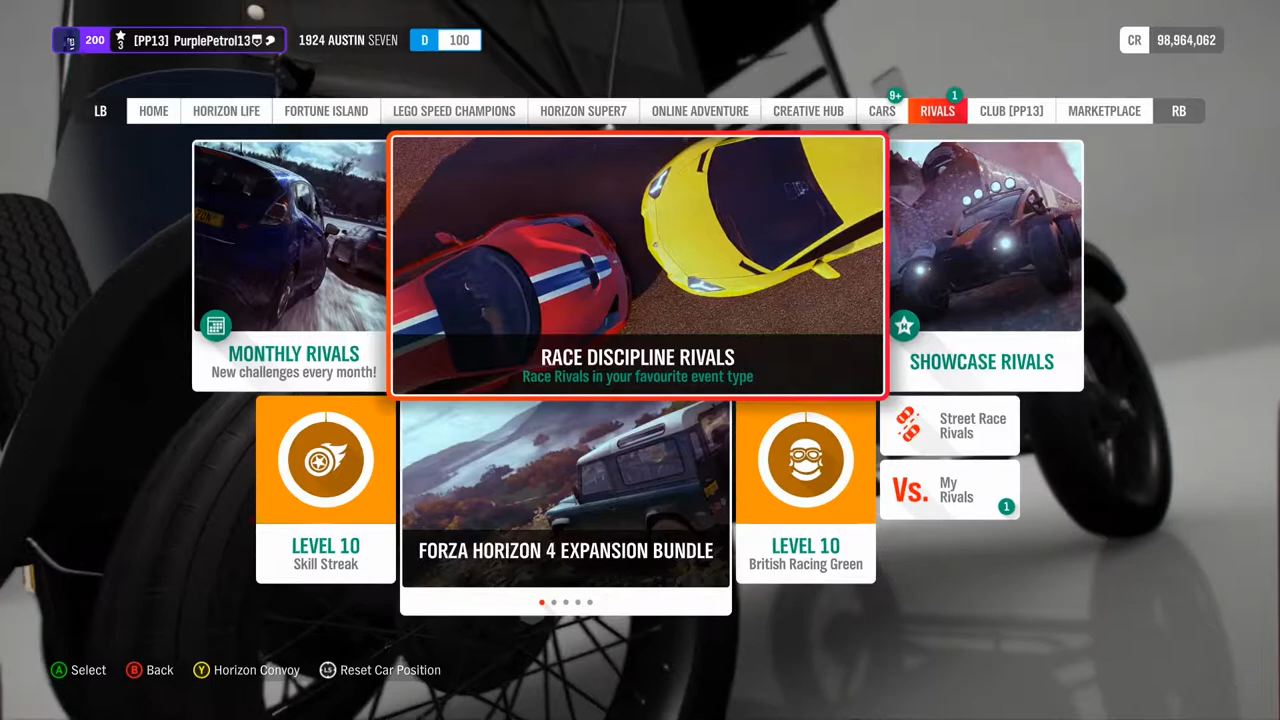 200 3 [PP13] PurplePetrol13
1924 AUSTIN SEVEN D 100
CR 98,964,062
LB HOME HORIZON LIFE FORTUNE ISLAND LEGO SPEED CHAMPIONS HORIZON SUPER7 ONLINE ADVENTURE CREATIVE HUB CARS 9+ RIVALS 1 CLUB [PP13] MARKETPLACE RB
MONTHLY RIVALS
New challenges every month!
RACE DISCIPLINE RIVALS
Race Rivals in your favourite event type
SHOWCASE RIVALS
LEVEL 10
Skill Streak
FORZA HORIZON 4 EXPANSION BUNDLE
LEVEL 10
British Racing Green
Street Race
Rivals
Vs. My
Rivals
1
A Select B Back Y Horizon Convoy LS Reset Car Position